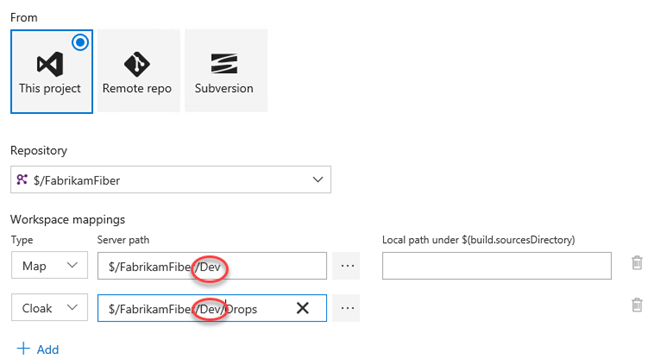 From
This project
Remote repo
Subversion
Repository
$/FabrikamFiber
Workspace mappings
Type Server path Local path under $(build.sourcesDirectory)
Map $/FabrikamFiber/Dev ...
Cloak $/FabrikamFiber/Dev/Drops ...
+ Add